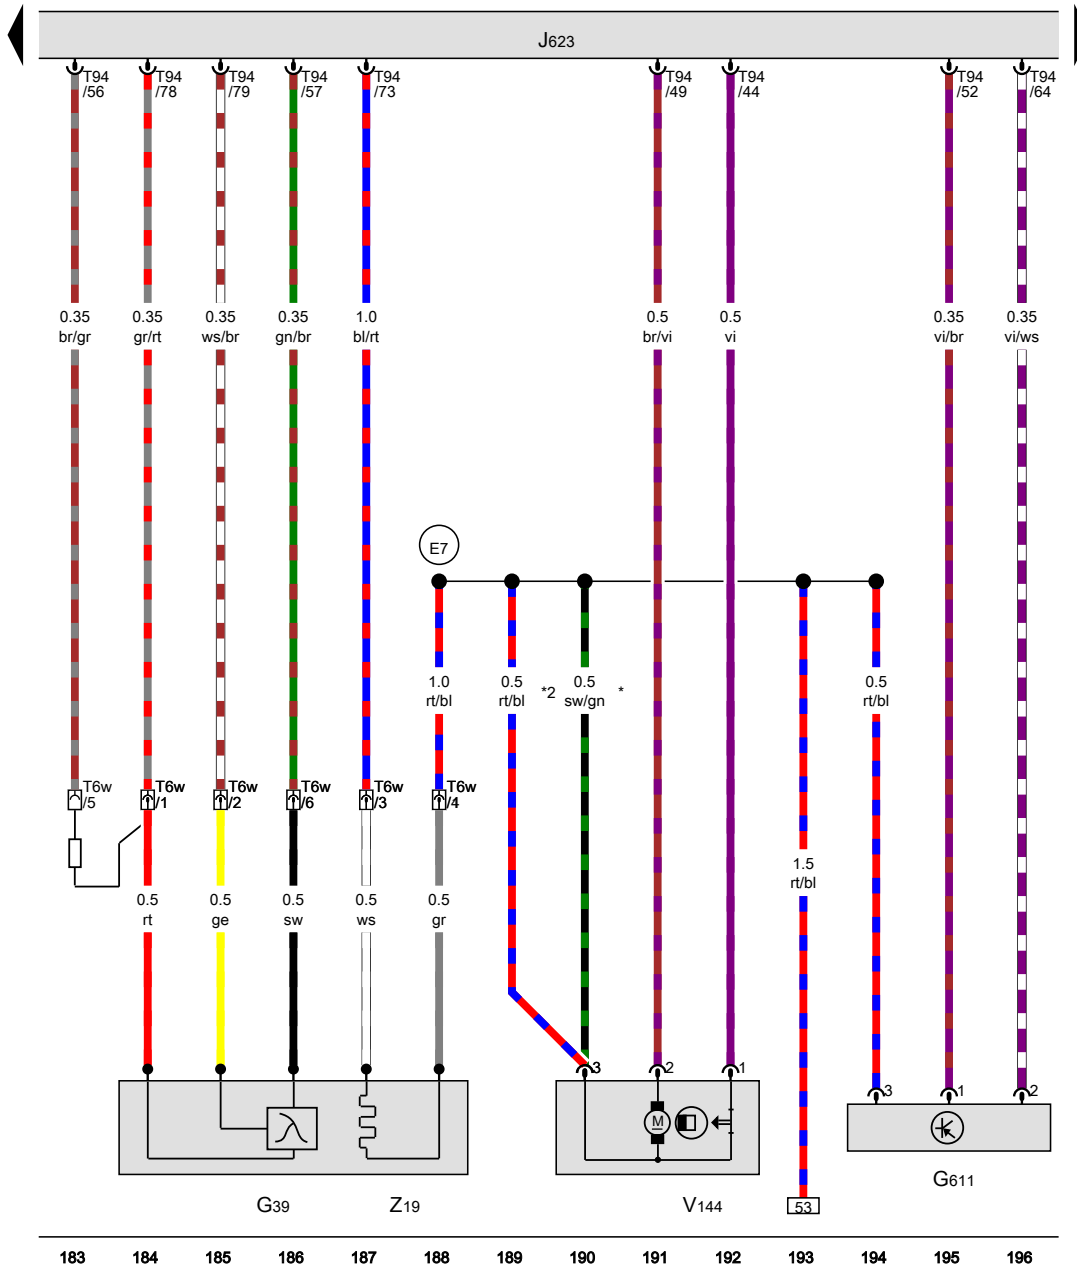 J623
T94 T94 T94 T94 T94 T94 T94 T94 T94
/56 /78 /79 /57 /73 /49 /44 /52 /64
0.35 0.35 0.35 0.35 1.0 0.5 0.5 0.35 0.35
br/gr gr/rt ws/br gn/br bl/rt br/vi vi vi/br vi/ws
E7
1.0 0.5 0.5 0.5
rt/bl rt/bl *2 sw/gn * rt/bl
T6w T6w T6w T6w T6w T6w
/5 /1 /2 /6 /3 /4
1.5
rt/bl
0.5 0.5 0.5 0.5 0.5
rt ge sw ws gr
3 2 1
3 1 2
M
G39 Z19 V144 53 G611
183 184 185 186 187 188 189 190 191 192 193 194 195 196